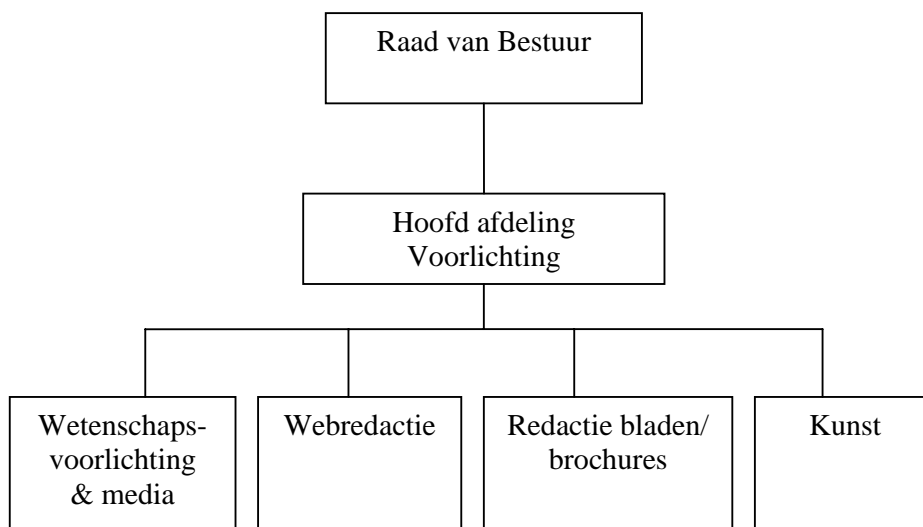 Raad van Bestuur
Hoofd afdeling
Voorlichting
Wetenschaps-
voorlichting
& media
Webredactie
Redactie bladen/
brochures
Kunst